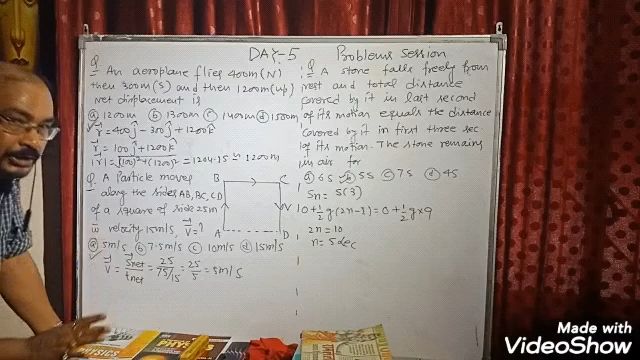 DAY-5 Problems Session
Q An aeroplane flies 400m (N)
then 300m (S) and then 1200m (up)
net displacement is
(a) 1200m (b) 1300m (c) 1400m (d) 1500m
r⃗ = 400ĵ - 300ĵ + 1200k̂
r⃗ = 100ĵ + 1200k̂
|r| = √(100)²+(1200)² = 1204.15 ≃ 1200m
Q A Particle moves
along the sides AB, BC, CD
of a square of side 25m
w̅ velocity 15m/s, V⃗ = ?
(a) 5m/s (b) 7.5m/s (c) 10m/s (d) 15m/s
V⃗ = S⃗net/tnet = 25/75/15 = 25/5 = 5m/s
B C
V
A D
Q A stone falls freely from
rest and total distance
covered by it in last second
of its motion equals the distance
covered by it in first three sec
of its motion. The stone remains
in air for
(a) 6s (b) 5s (c) 7s (d) 4s
Sn = S(3)
0+1/2 g(2n-1) = 0+1/2 g×9
2n = 10
n = 5 sec
PHYSICS
PHYSICS
Made with
VideoShow